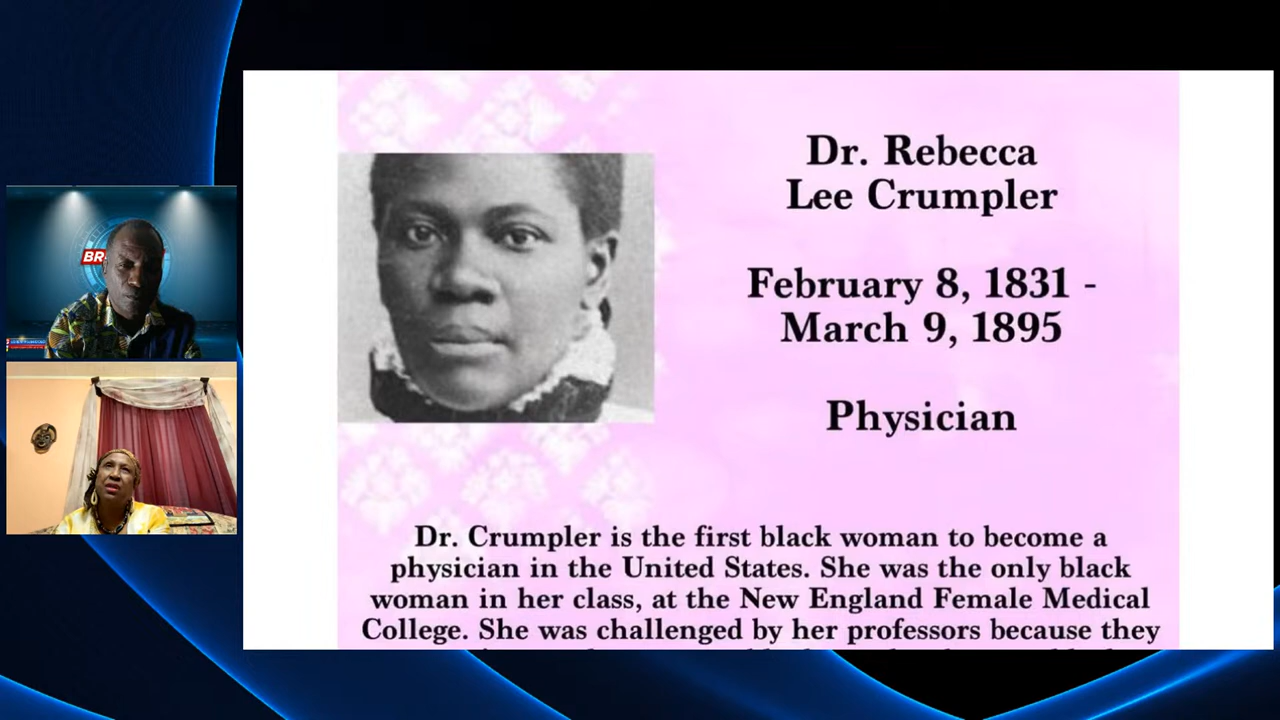 BR
Dr. Rebecca
Lee Crumpler
February 8, 1831 -
March 9, 1895
Physician
Dr. Crumpler is the first black woman to become a
physician in the United States. She was the only black
woman in her class, at the New England Female Medical
College. She was challenged by her professors because they